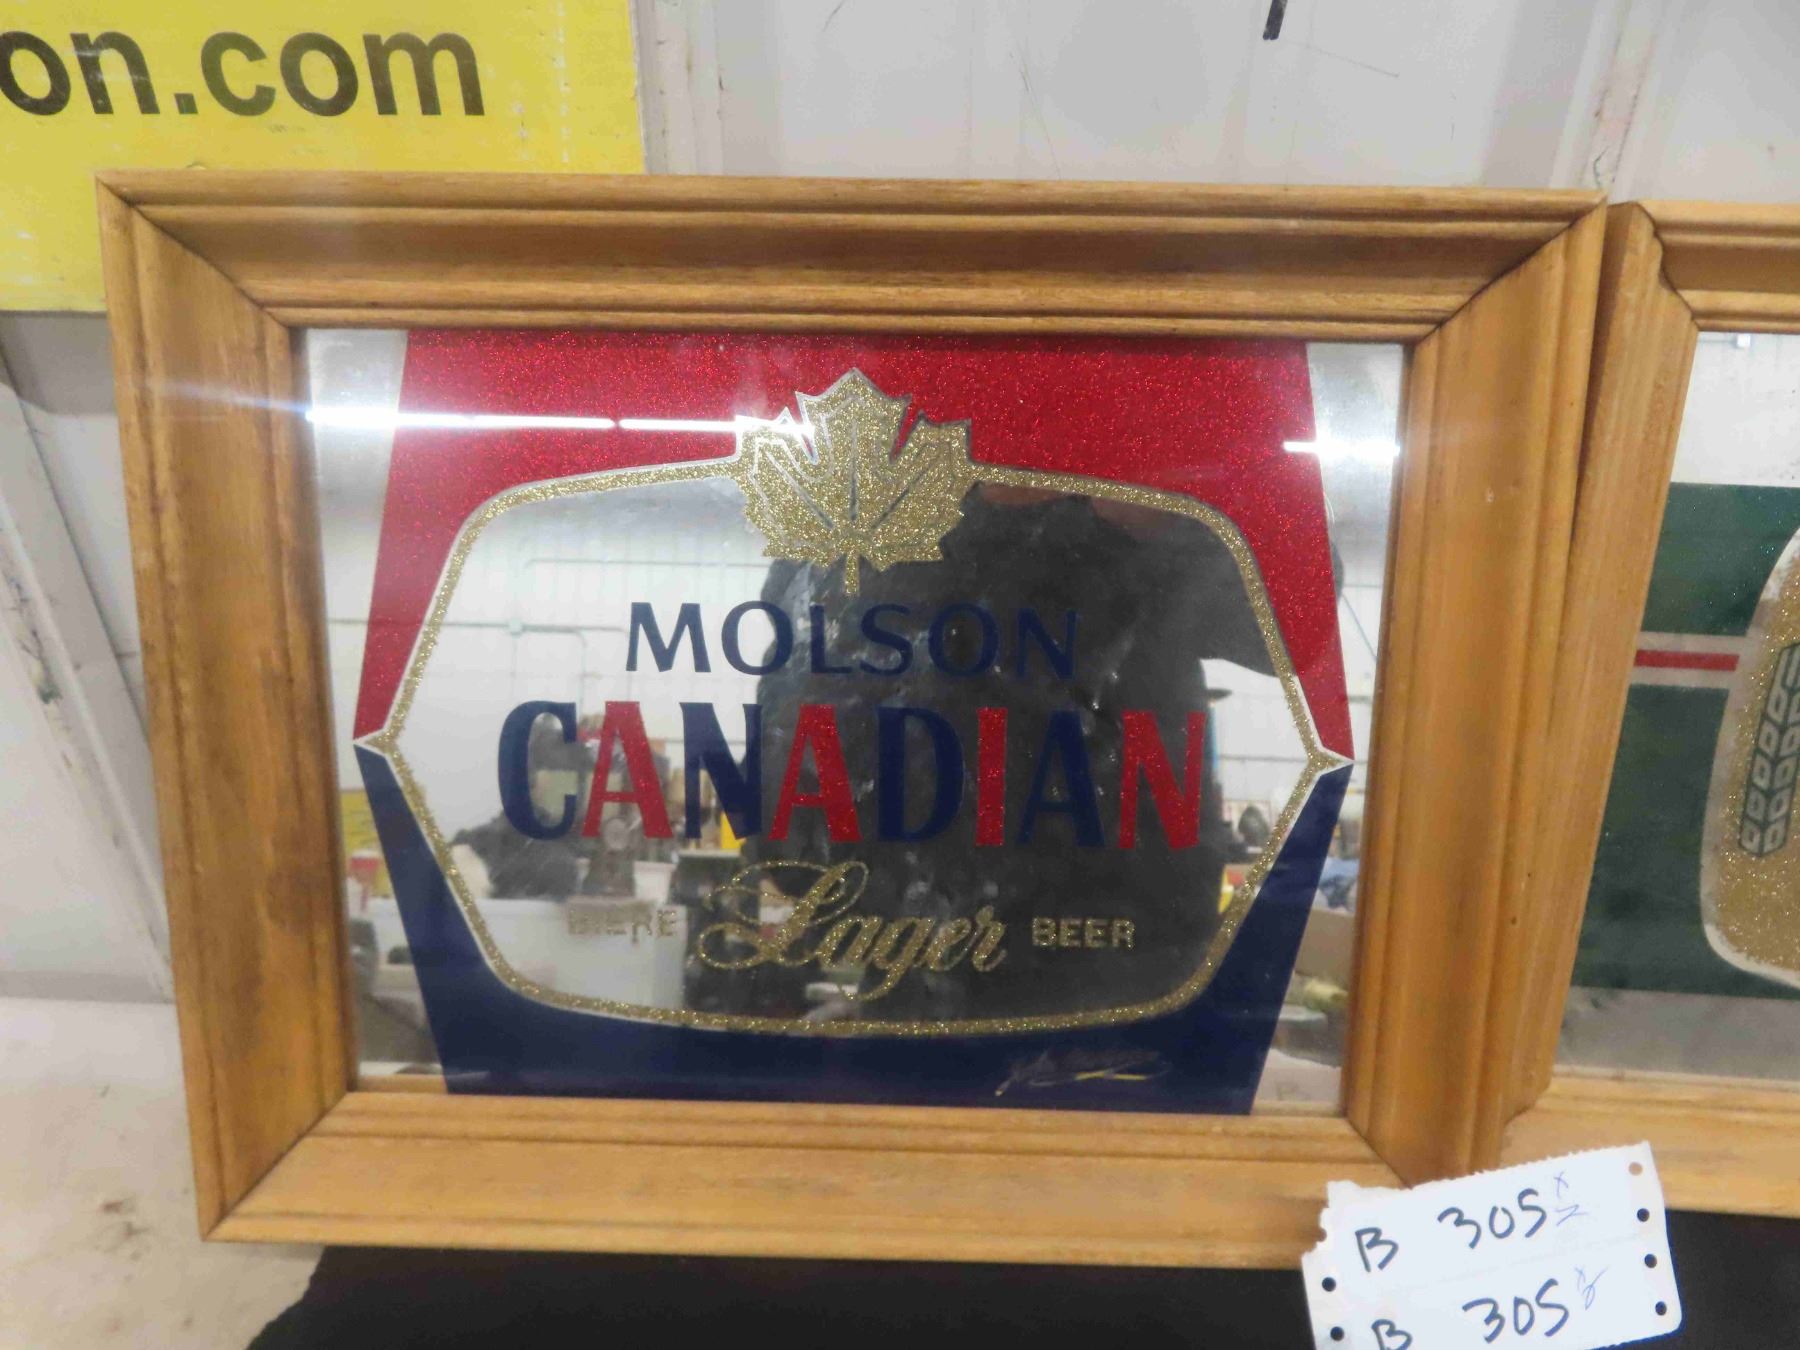 on.com
MOLSON
CANADIAN
BIERE Lager BEER
B 305
B 305